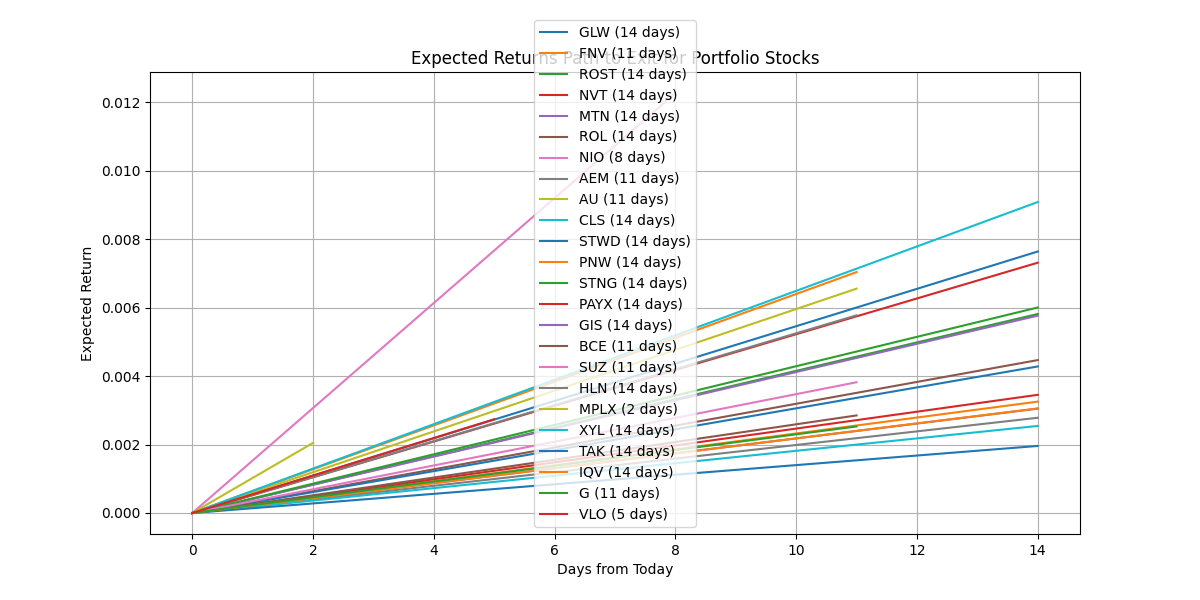 Expected Returns Path to Exit for Portfolio Stocks
GLW (14 days)
FNV (11 days)
ROST (14 days)
NVT (14 days)
MTN (14 days)
ROL (14 days)
NIO (8 days)
AEM (11 days)
AU (11 days)
CLS (14 days)
STWD (14 days)
PNW (14 days)
STNG (14 days)
PAYX (14 days)
GIS (14 days)
BCE (11 days)
SUZ (11 days)
HLN (14 days)
MPLX (2 days)
XYL (14 days)
TAK (14 days)
IQV (14 days)
G (11 days)
VLO (5 days)
Expected Return
0.012
0.010
0.008
0.006
0.004
0.002
0.000
0 2 4 6 8 10 12 14
Days from Today